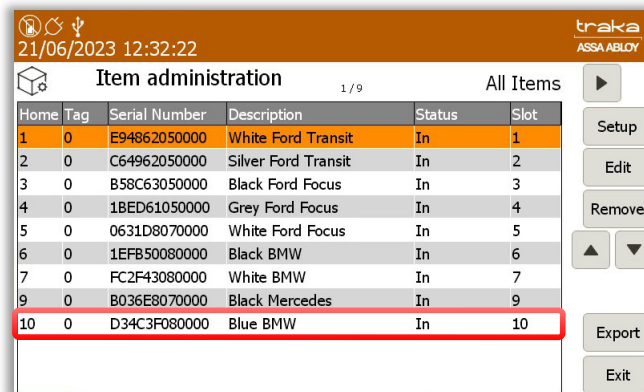 traka
21/06/2023 12:32:22
ASSA ABLOY
Item administration 1/9 All Items
Home Tag Serial Number Description Status Slot
1 0 E94862050000 White Ford Transit In 1
2 0 C64962050000 Silver Ford Transit In 2
3 0 B58C63050000 Black Ford Focus In 3
4 0 1BED61050000 Grey Ford Focus In 4
5 0 0631D8070000 White Ford Focus In 5
6 0 1EFB50080000 Black BMW In 6
7 0 FC2F43080000 White BMW In 7
9 0 B036E8070000 Black Mercedes In 9
10 0 D34C3F080000 Blue BMW In 10
Setup
Edit
Remove
Export
Exit